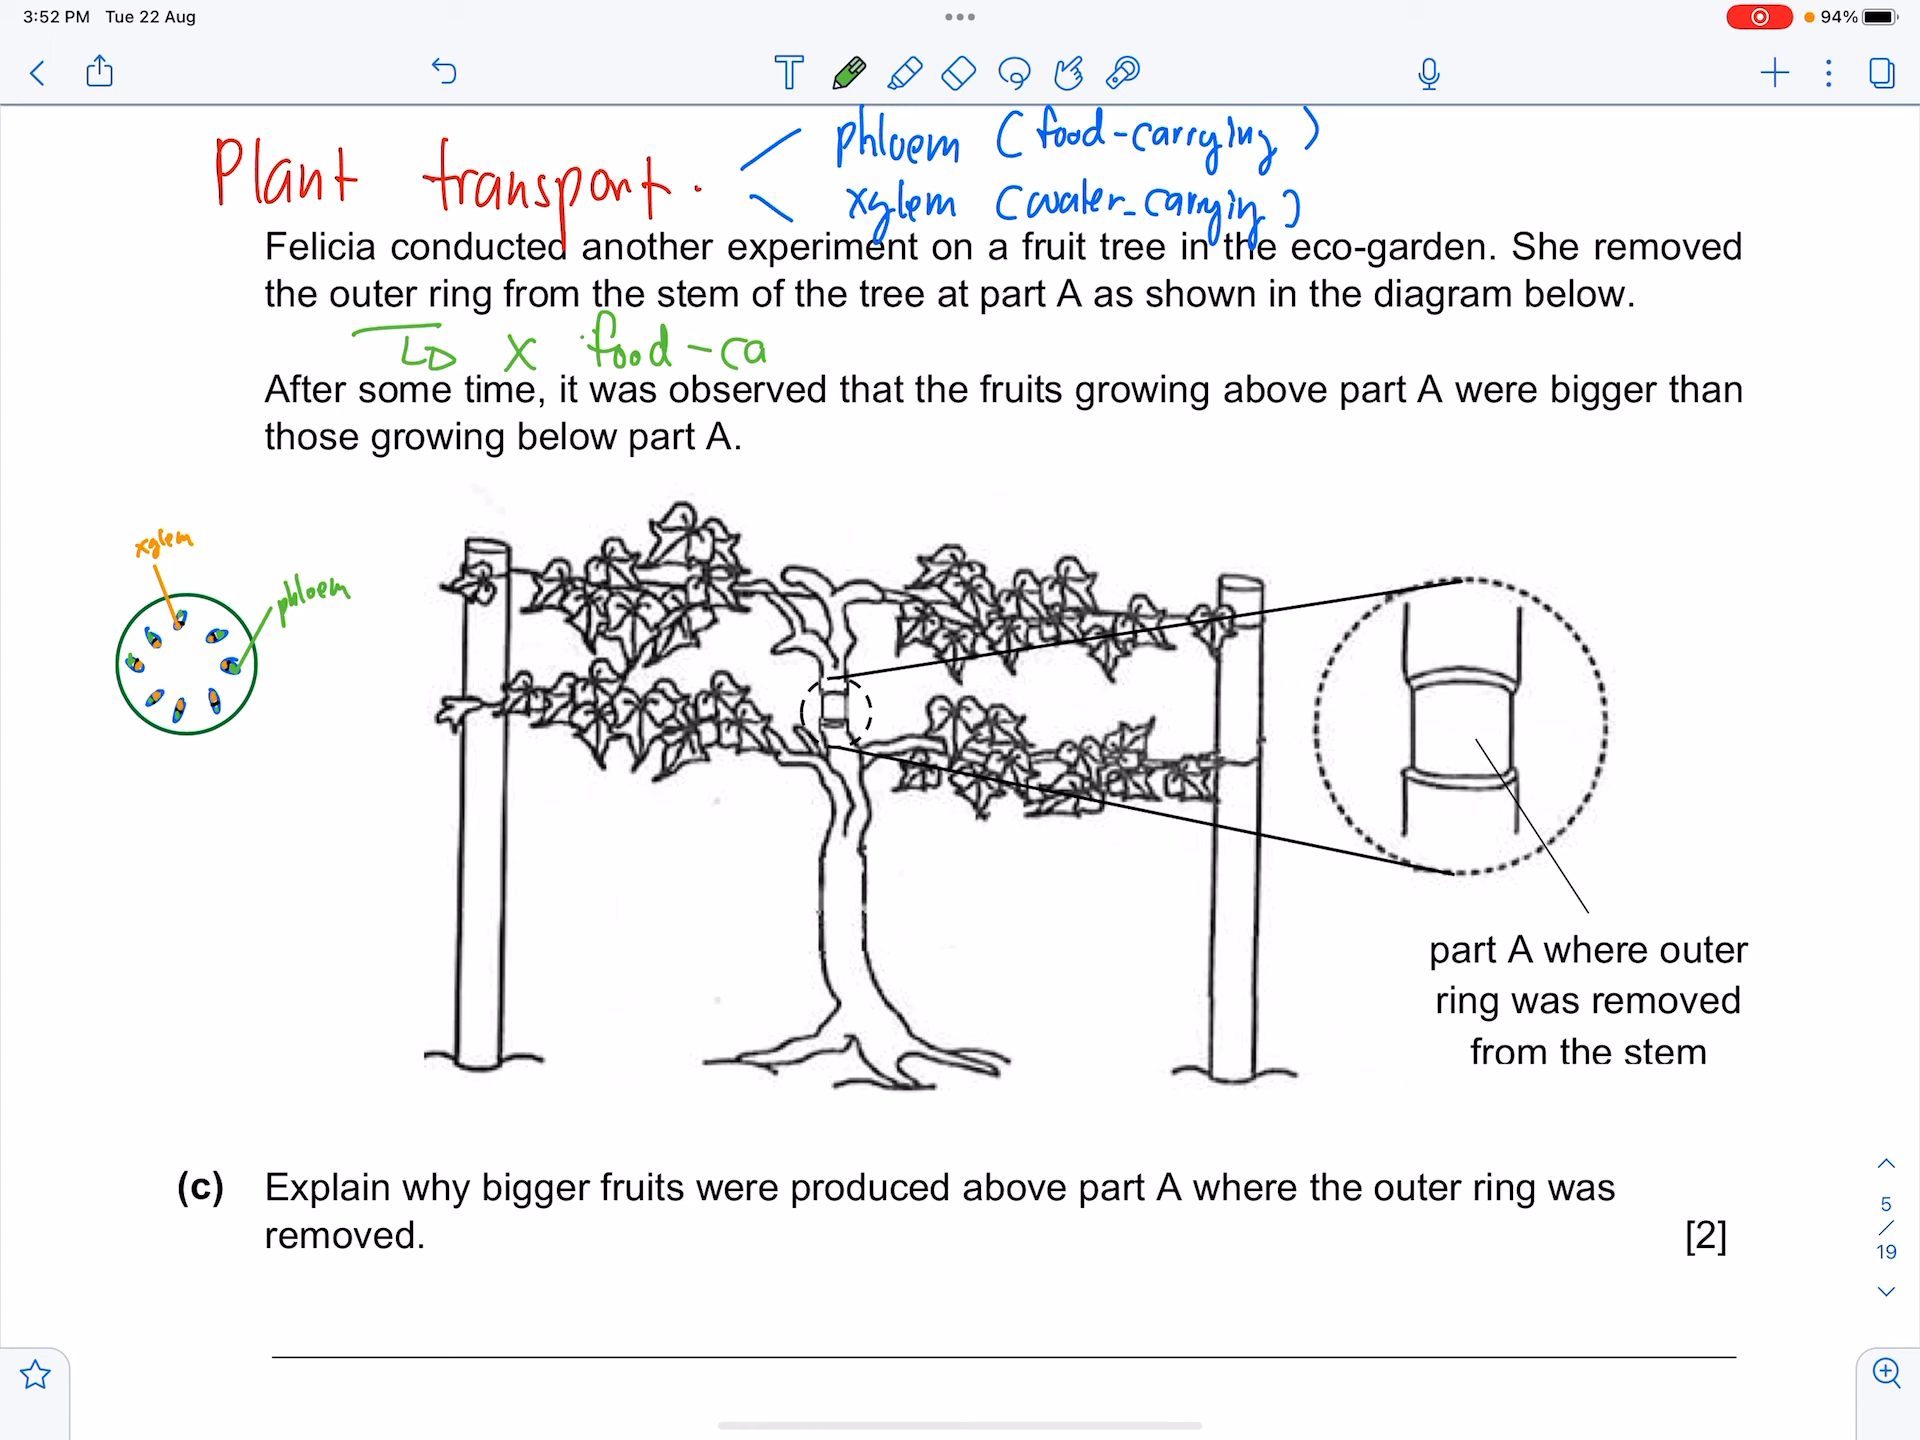 3:52 PM Tue 22 Aug
94%
Plant transport.
phloem (food-carrying)
xylem (water-carrying)
Felicia conducted another experiment on a fruit tree in the eco-garden. She removed
the outer ring from the stem of the tree at part A as shown in the diagram below.
x food-ca
After some time, it was observed that the fruits growing above part A were bigger than
those growing below part A.
xylem
phloem
part A where outer
ring was removed
from the stem
(c) Explain why bigger fruits were produced above part A where the outer ring was
removed. [2]
5
/
19